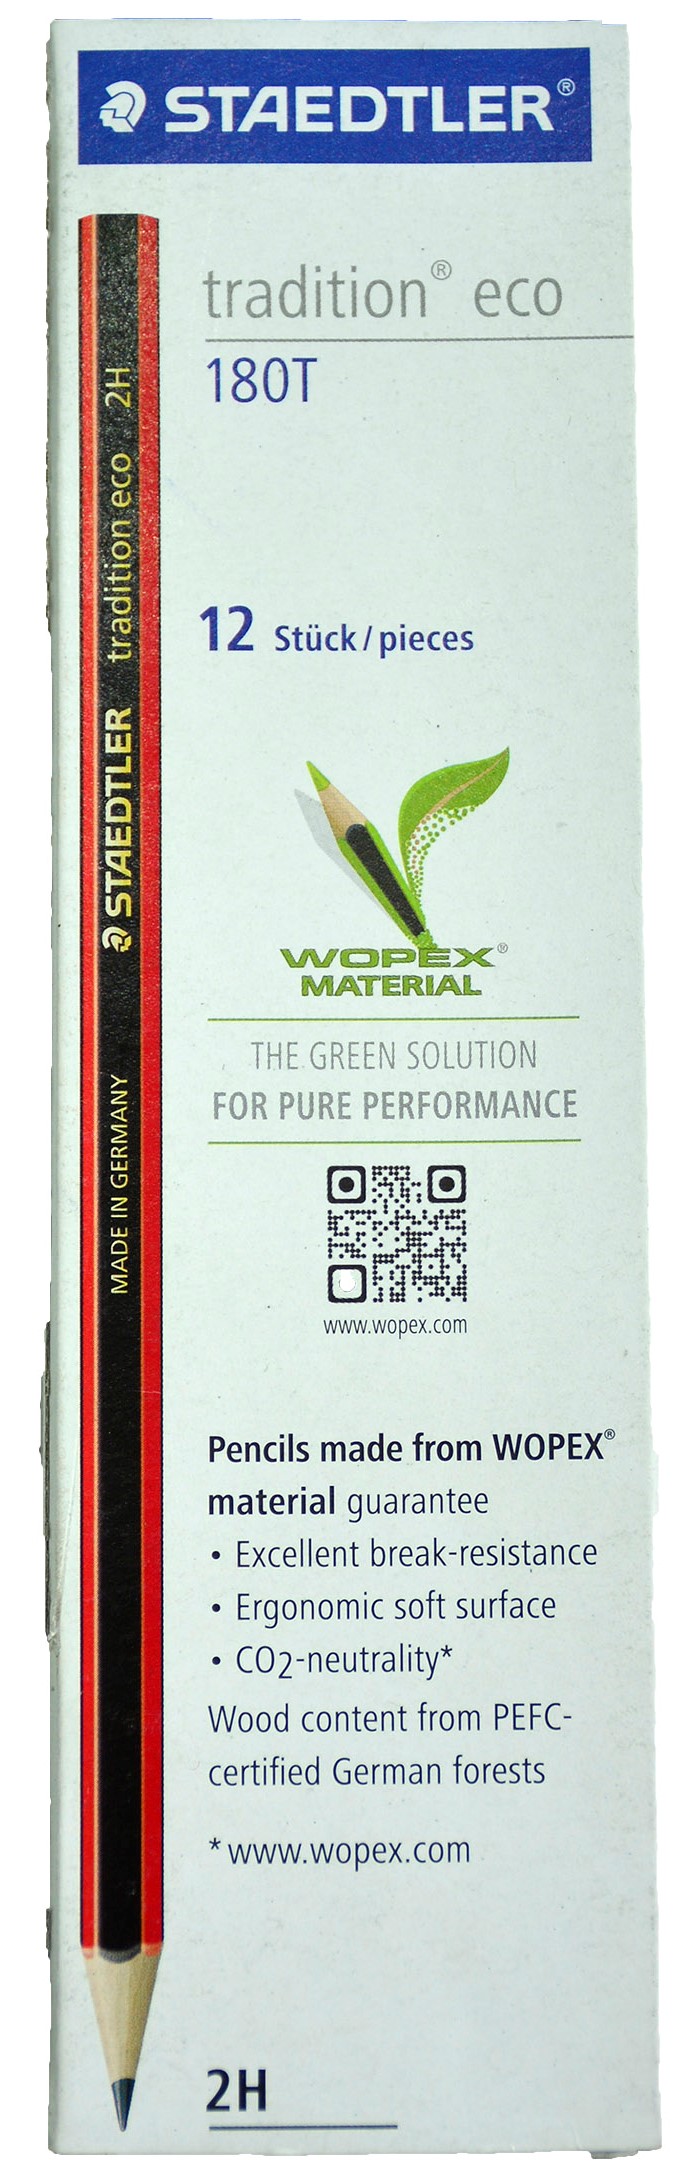 STAEDTLER®
tradition® eco
180T
12 Stück/pieces
WOPEX®
MATERIAL
THE GREEN SOLUTION
FOR PURE PERFORMANCE
www.wopex.com
Pencils made from WOPEX®
material guarantee
• Excellent break-resistance
• Ergonomic soft surface
• CO2-neutrality*
Wood content from PEFC-
certified German forests
* www.wopex.com
2H
MADE IN GERMANY STAEDTLER tradition eco 2H